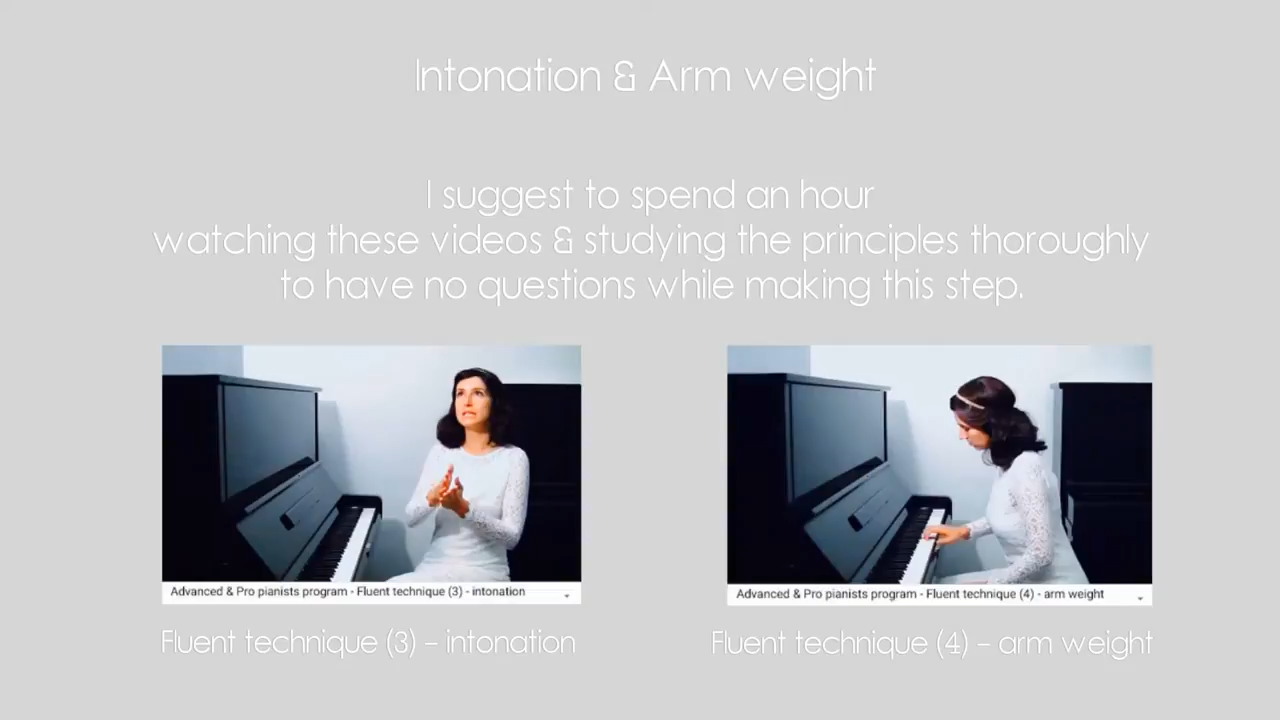 Intonation & Arm weight
I suggest to spend an hour
watching these videos & studying the principles thoroughly
to have no questions while making this step.
Advanced & Pro pianists program - Fluent technique (3) - intonation
Advanced & Pro pianists program - Fluent technique (4) - arm weight
Fluent technique (3) – intonation
Fluent technique (4) – arm weight